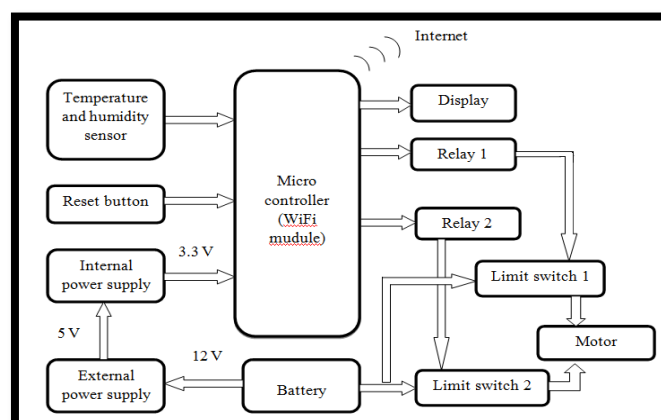 Internet
Temperature
and humidity
sensor
Display
Relay 1
Reset button
Micro
controller
(WiFi
mudule)
Relay 2
3.3 V
Internal
power supply
Limit switch 1
5 V
Motor
12 V
External
power supply
Battery
Limit switch 2